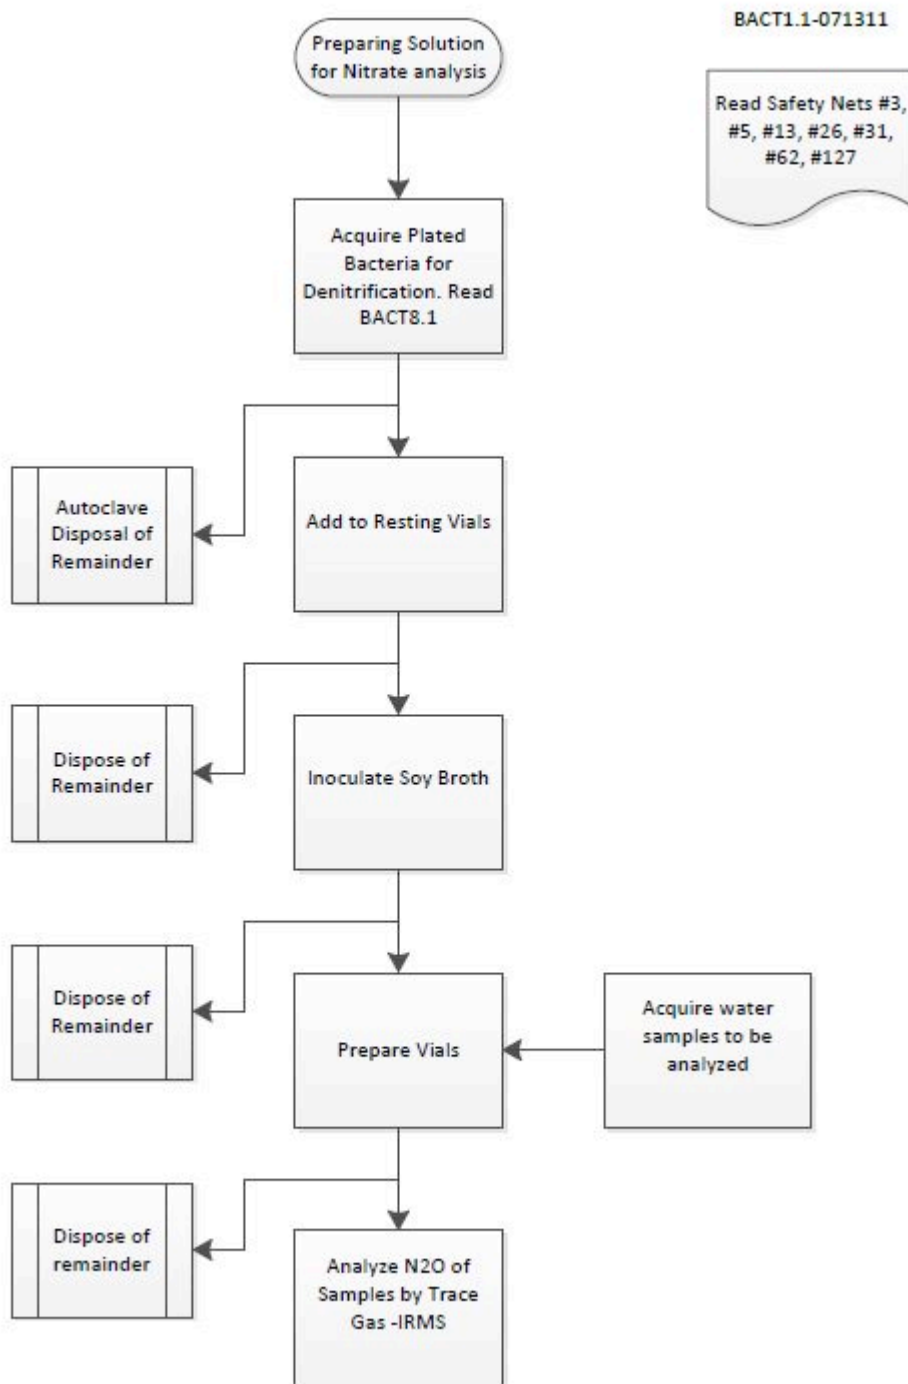 BACT1.1-071311
Preparing Solution
for Nitrate analysis
Read Safety Nets #3,
#5, #13, #26, #31,
#62, #127
Acquire Plated
Bacteria for
Denitrification. Read
BACT8.1
Autoclave
Disposal of
Remainder
Add to Resting Vials
Dispose of
Remainder
Inoculate Soy Broth
Dispose of
Remainder
Prepare Vials
Acquire water
samples to be
analyzed
Dispose of
remainder
Analyze N2O of
Samples by Trace
Gas -IRMS